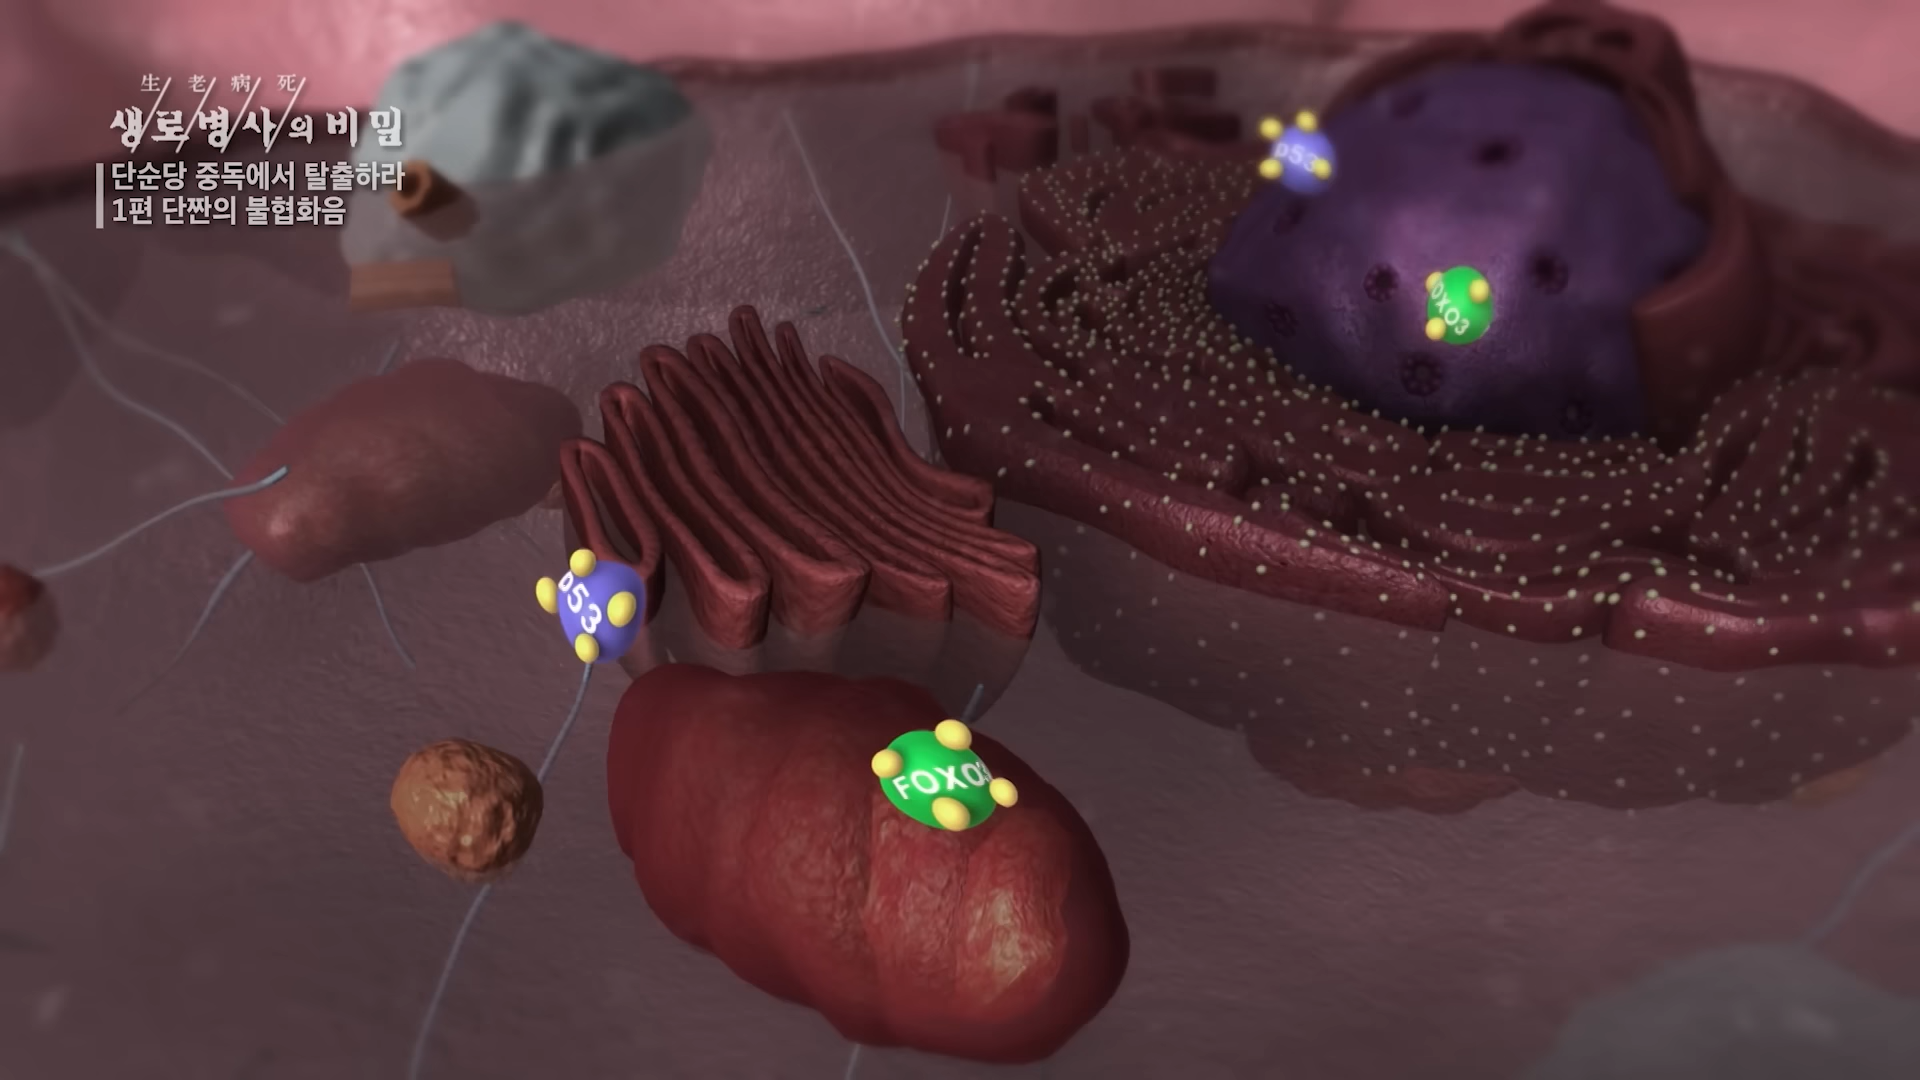 生老病死
생로병사의 비밀
단순당 중독에서 탈출하라
1편 단짠의 불협화음
p53
OXO3
p53
FOXO3